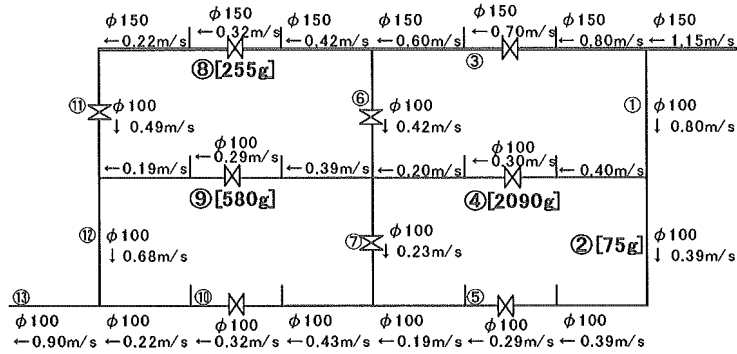 φ150 φ150 φ150 φ150 φ150 φ150 φ150
←0.22m/s ←0.32m/s ←0.42m/s ←0.60m/s ←0.70m/s ←0.80m/s ←1.15m/s
⑧[255g] ③
⑪ φ100 ⑥ φ100 ① φ100
↓ 0.49m/s ↓ 0.42m/s ↓ 0.80m/s
φ100 φ100
←0.19m/s ←0.29m/s ←0.39m/s ←0.20m/s ←0.30m/s ←0.40m/s
⑨[580g] ④[2090g]
⑫ φ100 ⑦ φ100 ②[75g] φ100
↓ 0.68m/s ↓ 0.23m/s ↓ 0.39m/s
⑬ ⑩ ⑤
φ100 φ100 φ100 φ100 φ100 φ100 φ100
←0.90m/s ←0.22m/s ←0.32m/s ←0.43m/s ←0.19m/s ←0.29m/s ←0.39m/s